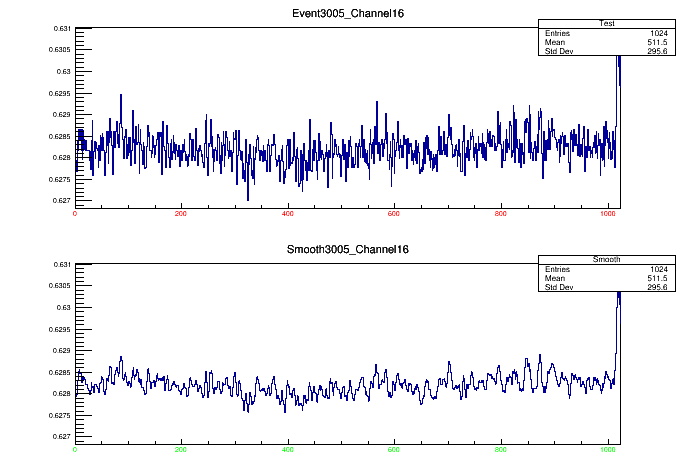 Event3005_Channel16
Test
Entries 1024
Mean 511.5
Std Dev 295.6
0.631
0.6305
0.63
0.6295
0.629
0.6285
0.628
0.6275
0.627
0 200 400 600 800 1000
Smooth3005_Channel16
Smooth
Entries 1024
Mean 511.5
Std Dev 295.6
0.631
0.6305
0.63
0.6295
0.629
0.6285
0.628
0.6275
0.627
0 200 400 600 800 1000